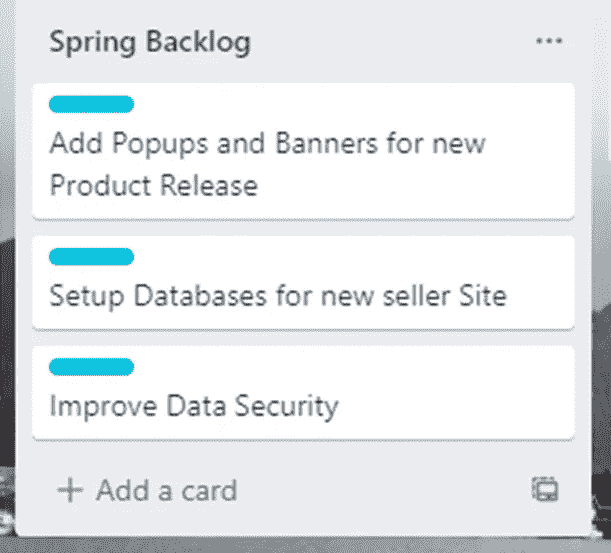 Spring Backlog
Add Popups and Banners for new
Product Release
Setup Databases for new seller Site
Improve Data Security
Add a card